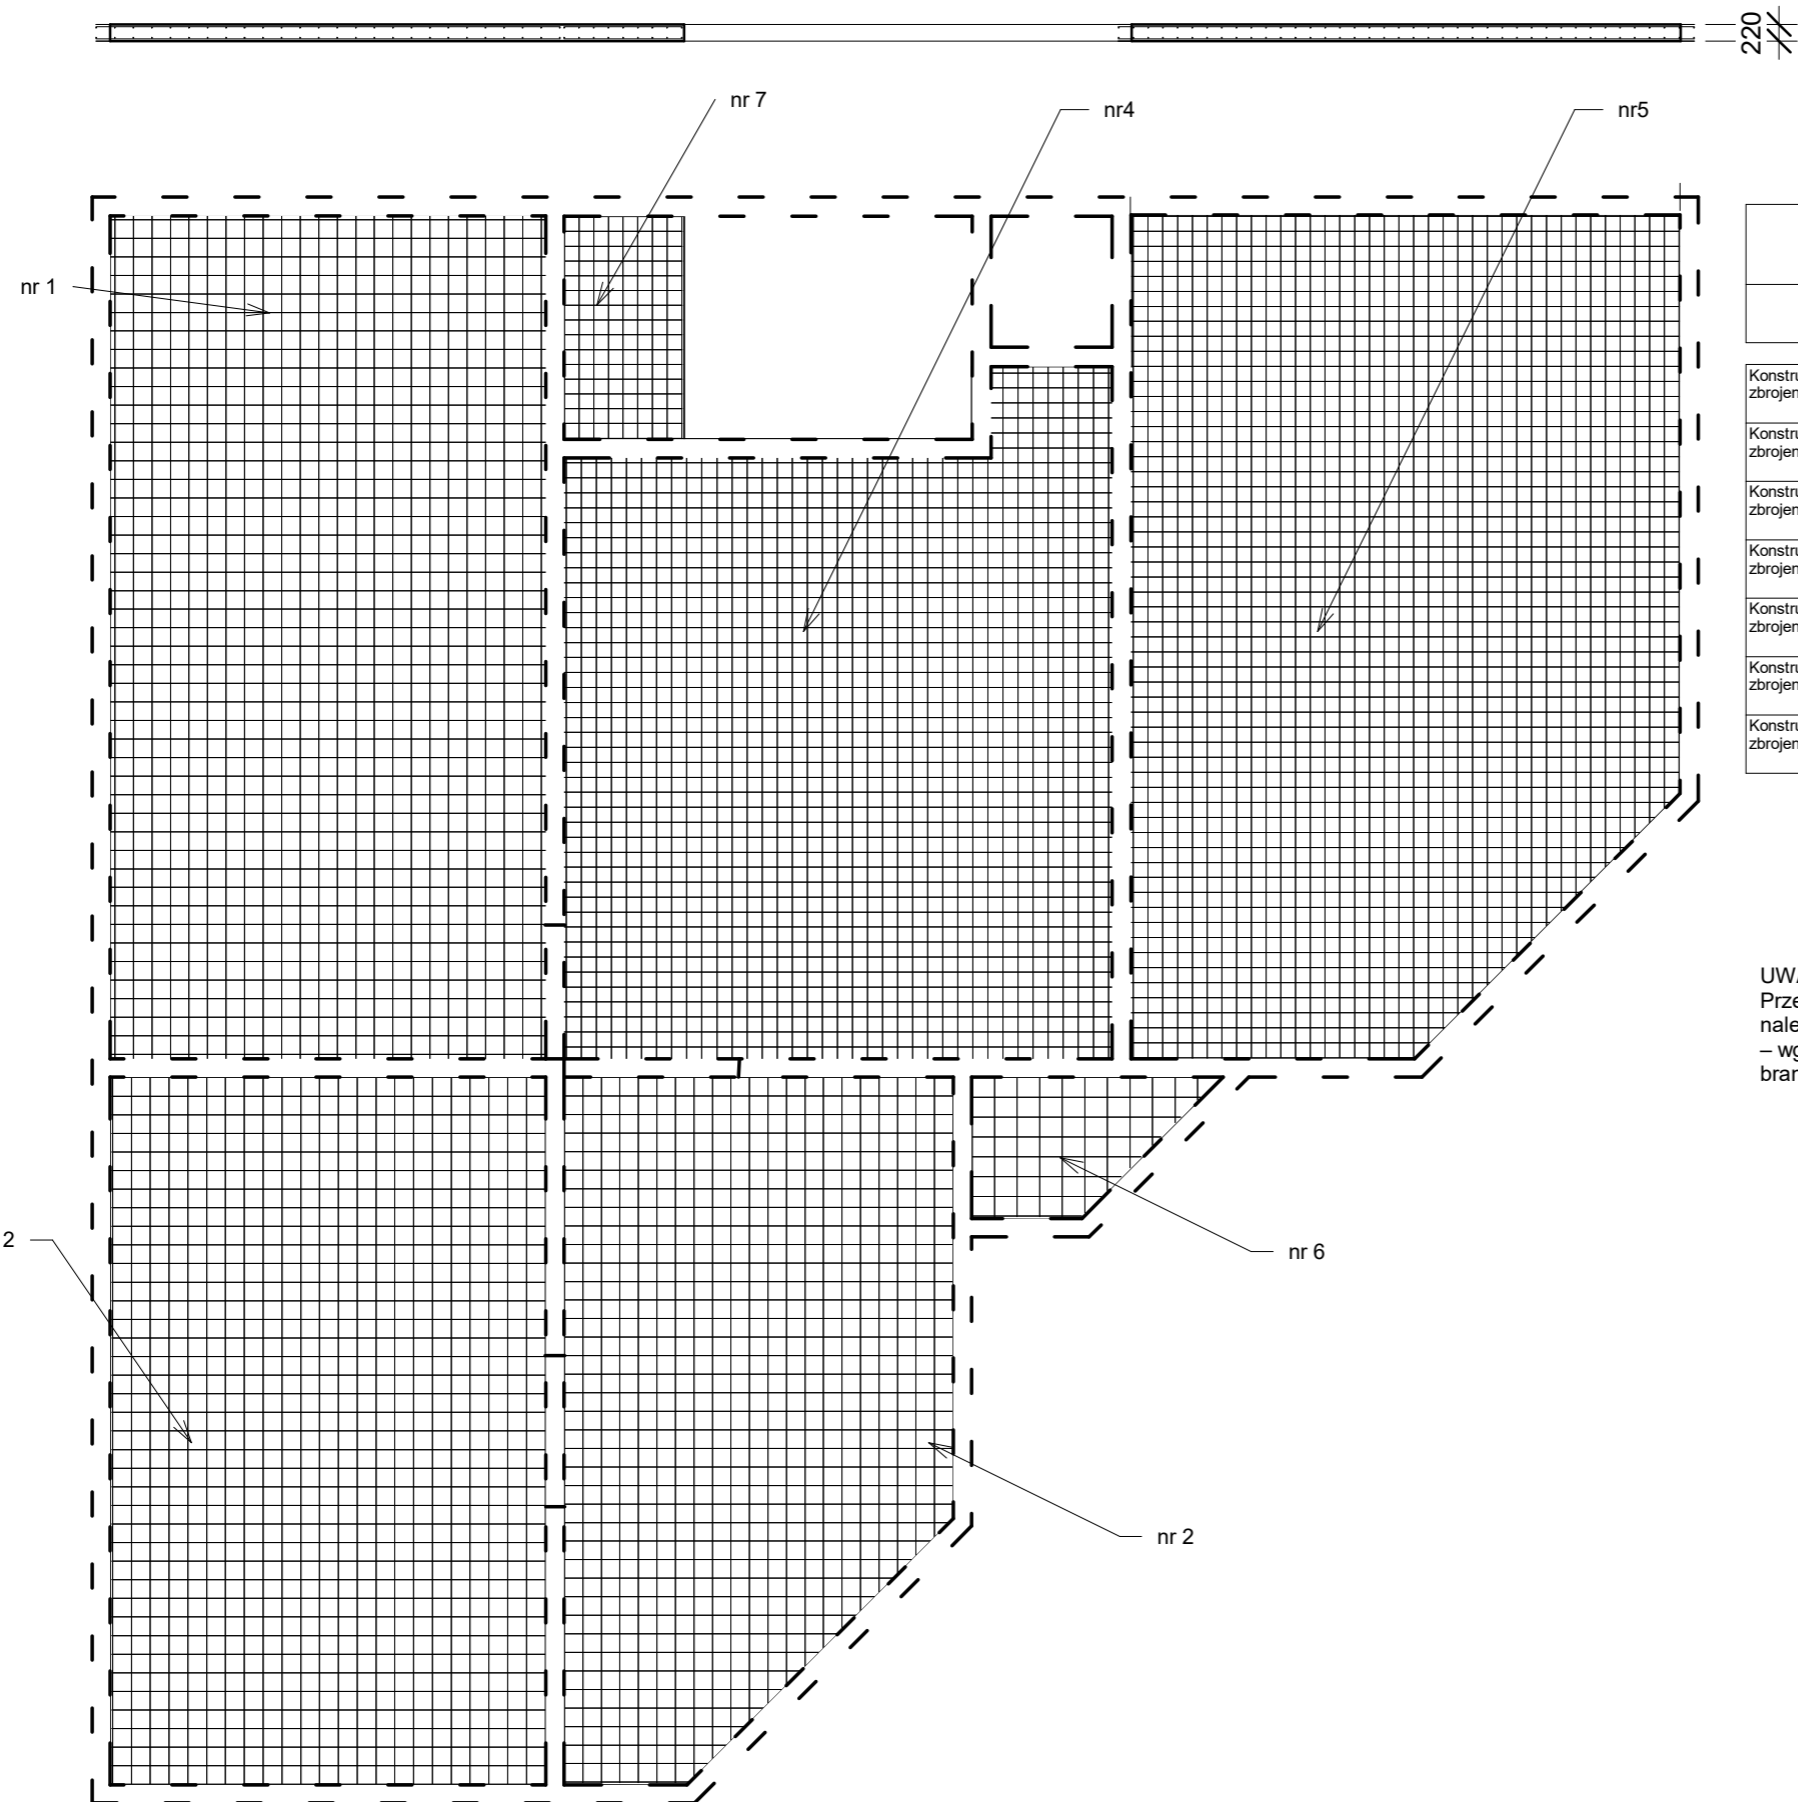 220
nr 7
nr4
nr5
nr 1
Konstru
zbrojen
Konstru
zbrojen
Konstru
zbrojen
Konstru
zbrojen
Konstru
zbrojen
Konstru
zbrojen
Konstru
zbrojen
UWA
Prze
nale
– wg
bran
2
nr 6
nr 2